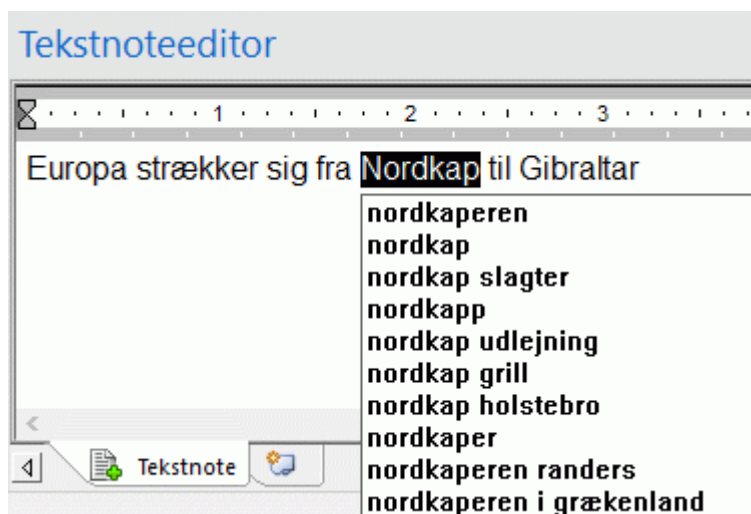 Tekstnoteeditor
1 2 3
Europa strækker sig fra Nordkap til Gibraltar
nordkaperen
nordkap
nordkap slagter
nordkapp
nordkap udlejning
nordkap grill
nordkap holstebro
nordkaper
nordkaperen randers
nordkaperen i grækenland
Tekstnote